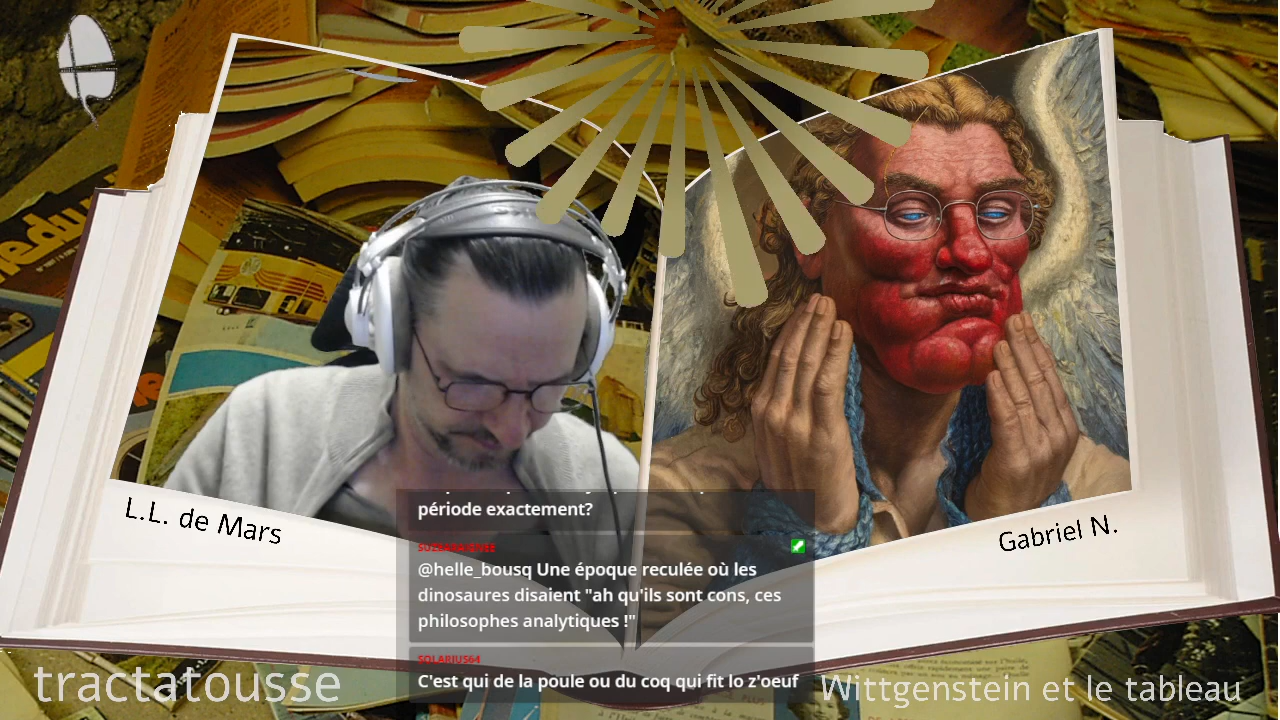 L.L. de Mars
Gabriel N.
période exactement?
@helle_bousq Une époque reculée où les
dinosaures disaient "ah qu'ils sont cons, ces
philosophes analytiques !"
SOLARIUS64
C'est qui de la poule ou du coq qui fit lo z'oeuf
tractatousse
Wittgenstein et le tableau